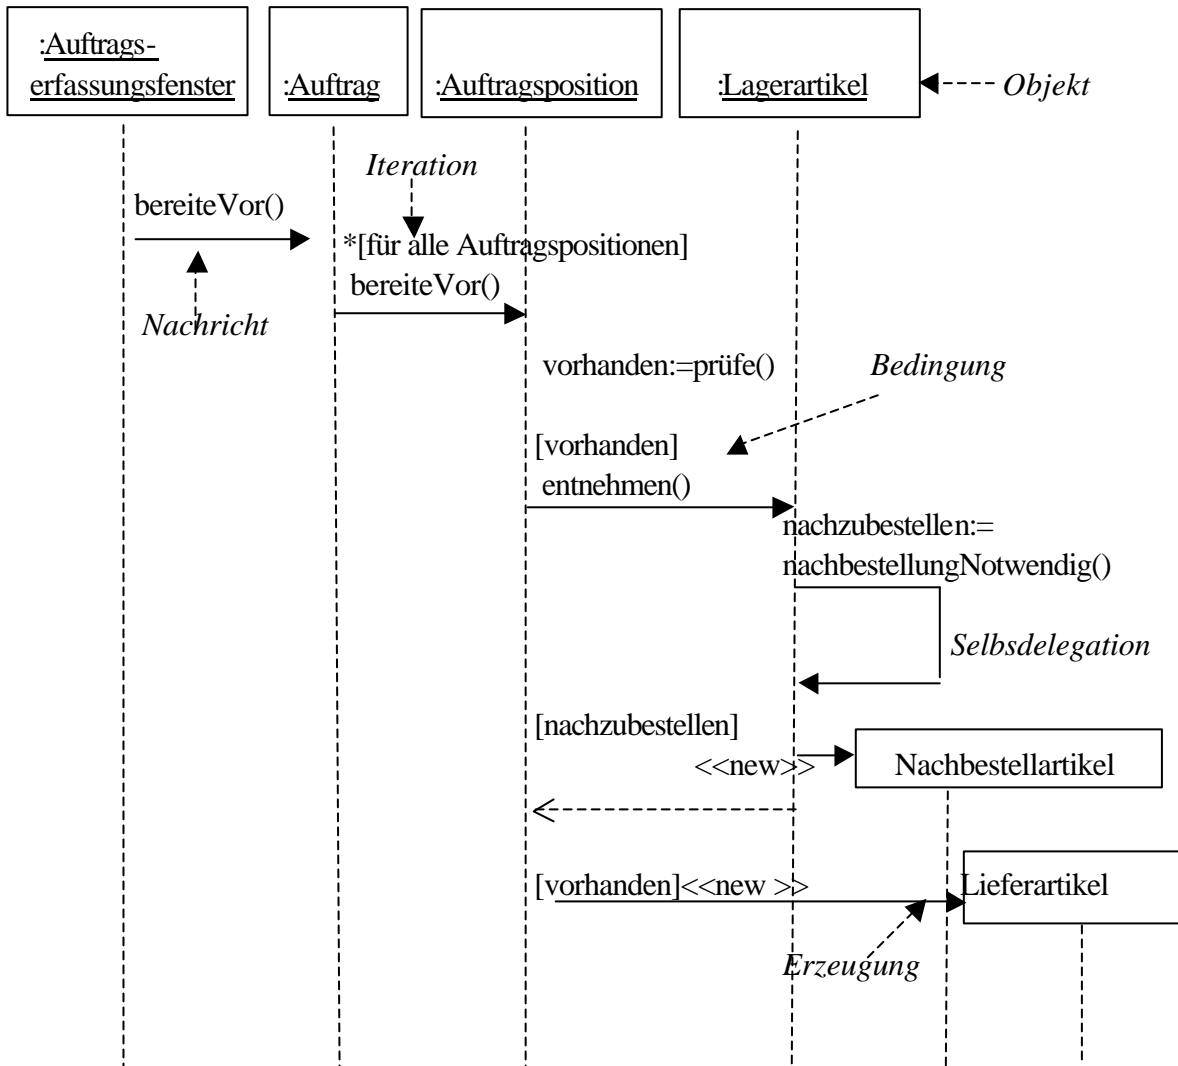 :Auftrags-
erfassungsfenster
:Auftrag
:Auftragsposition
:Lagerartikel
Objekt
Iteration
bereiteVor()
*[für alle Auftragspositionen]
bereiteVor()
Nachricht
vorhanden:=prüfe()
Bedingung
[vorhanden]
entnehmen()
nachzubestellen:=
nachbestellungNotwendig()
Selbsdelegation
[nachzubestellen]
<<new>>
Nachbestellartikel
[vorhanden]<<new >>
Lieferartikel
Erzeugung